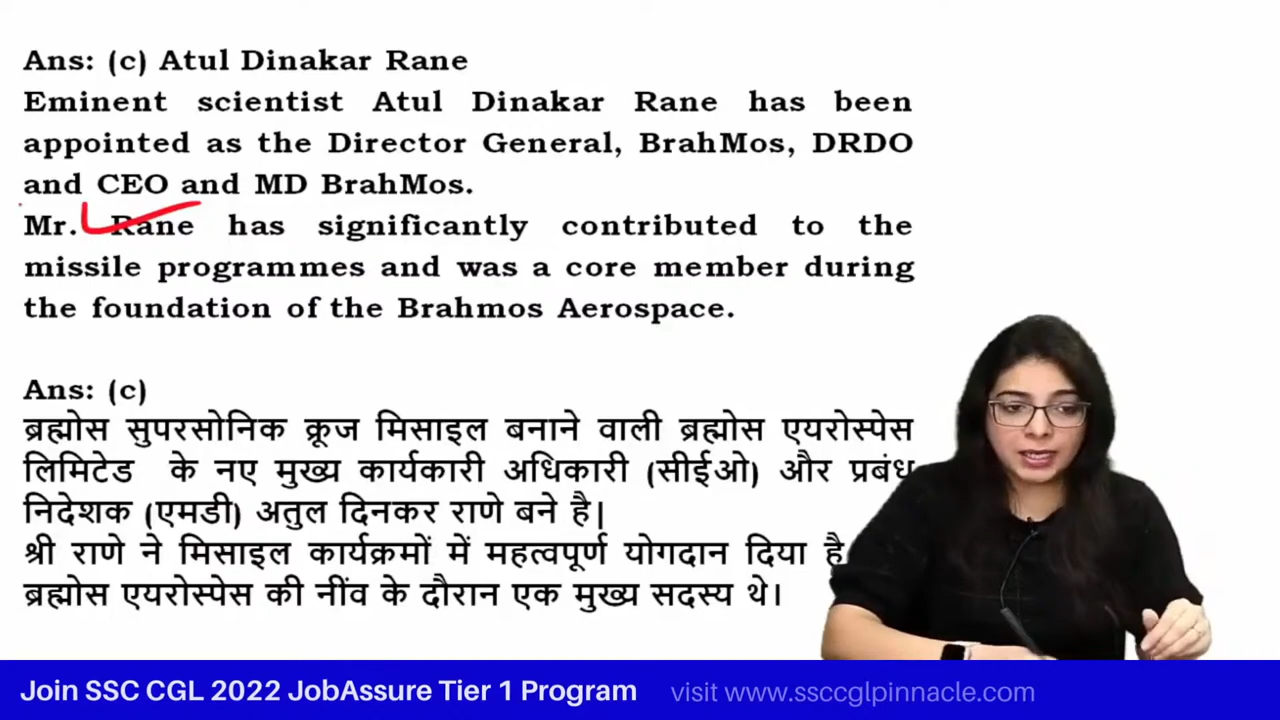 Ans: (c) Atul Dinakar Rane
Eminent scientist Atul Dinakar Rane has been
appointed as the Director General, BrahMos, DRDO
and CEO and MD BrahMos.
Mr. Rane has significantly contributed to the
missile programmes and was a core member during
the foundation of the Brahmos Aerospace.
Ans: (c)
ब्रह्मोस सुपरसोनिक क्रूज मिसाइल बनाने वाली ब्रह्मोस एयरोस्पेस
लिमिटेड के नए मुख्य कार्यकारी अधिकारी (सीईओ) और प्रबंध
निदेशक (एमडी) अतुल दिनकर राणे बने है|
श्री राणे ने मिसाइल कार्यक्रमों में महत्वपूर्ण योगदान दिया है
ब्रह्मोस एयरोस्पेस की नींव के दौरान एक मुख्य सदस्य थे।
Join SSC CGL 2022 JobAssure Tier 1 Program visit www.ssccglpinnacle.com